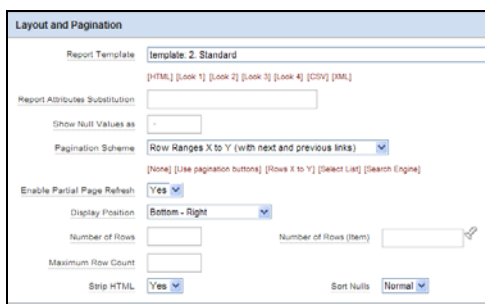 Layout and Pagination
Report Template template: 2. Standard
[HTML] [Look 1] [Look 2] [Look 3] [Look 4] [CSV] [XML]
Report Attributes Substitution
Show Null Values as -
Pagination Scheme Row Ranges X to Y (with next and previous links)
[None] [Use pagination buttons] [Rows X to Y] [Select List] [Search Engine]
Enable Partial Page Refresh Yes
Display Position Bottom - Right
Number of Rows Number of Rows (Item)
Maximum Row Count
Strip HTML Yes Sort Nulls Normal